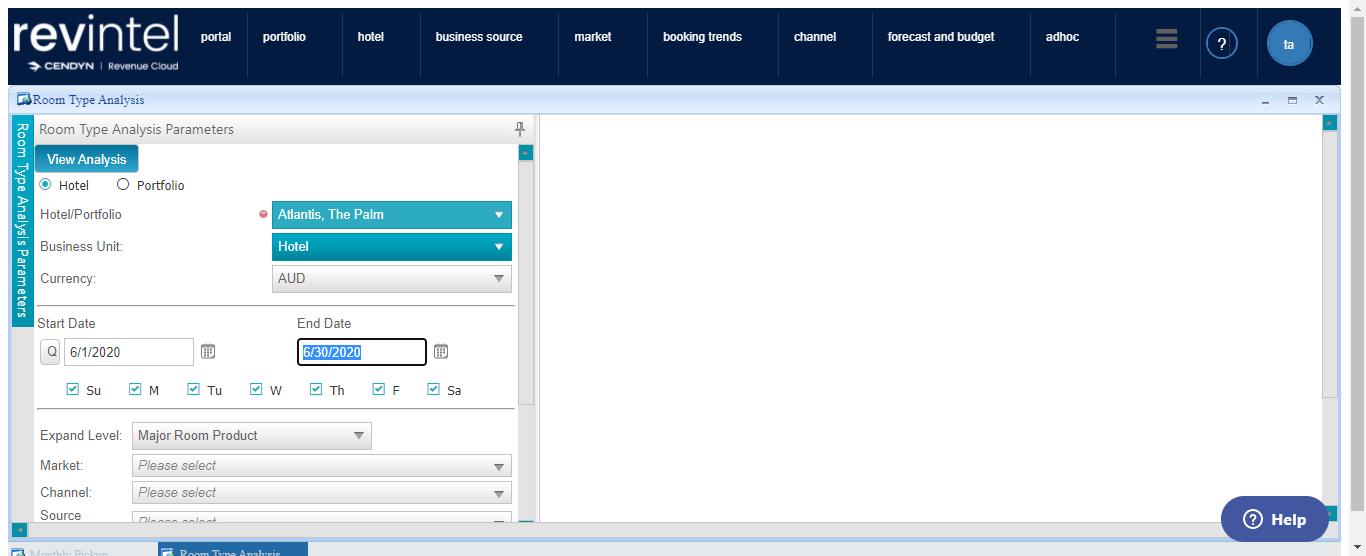 revintel
CENDYN | Revenue Cloud
portal
portfolio
hotel
business source
market
booking trends
channel
forecast and budget
adhoc
?
ta
Room Type Analysis
Room Type Analysis Parameters
Room Type Analysis Parameters
View Analysis
Hotel
Portfolio
Hotel/Portfolio
Atlantis, The Palm
Business Unit:
Hotel
Currency:
AUD
Start Date
End Date
Q
6/1/2020
6/30/2020
Su
M
Tu
W
Th
F
Sa
Expand Level:
Major Room Product
Market:
Please select
Channel:
Please select
Source
Please select
? Help
Monthly Pickup
Room Type Analysis